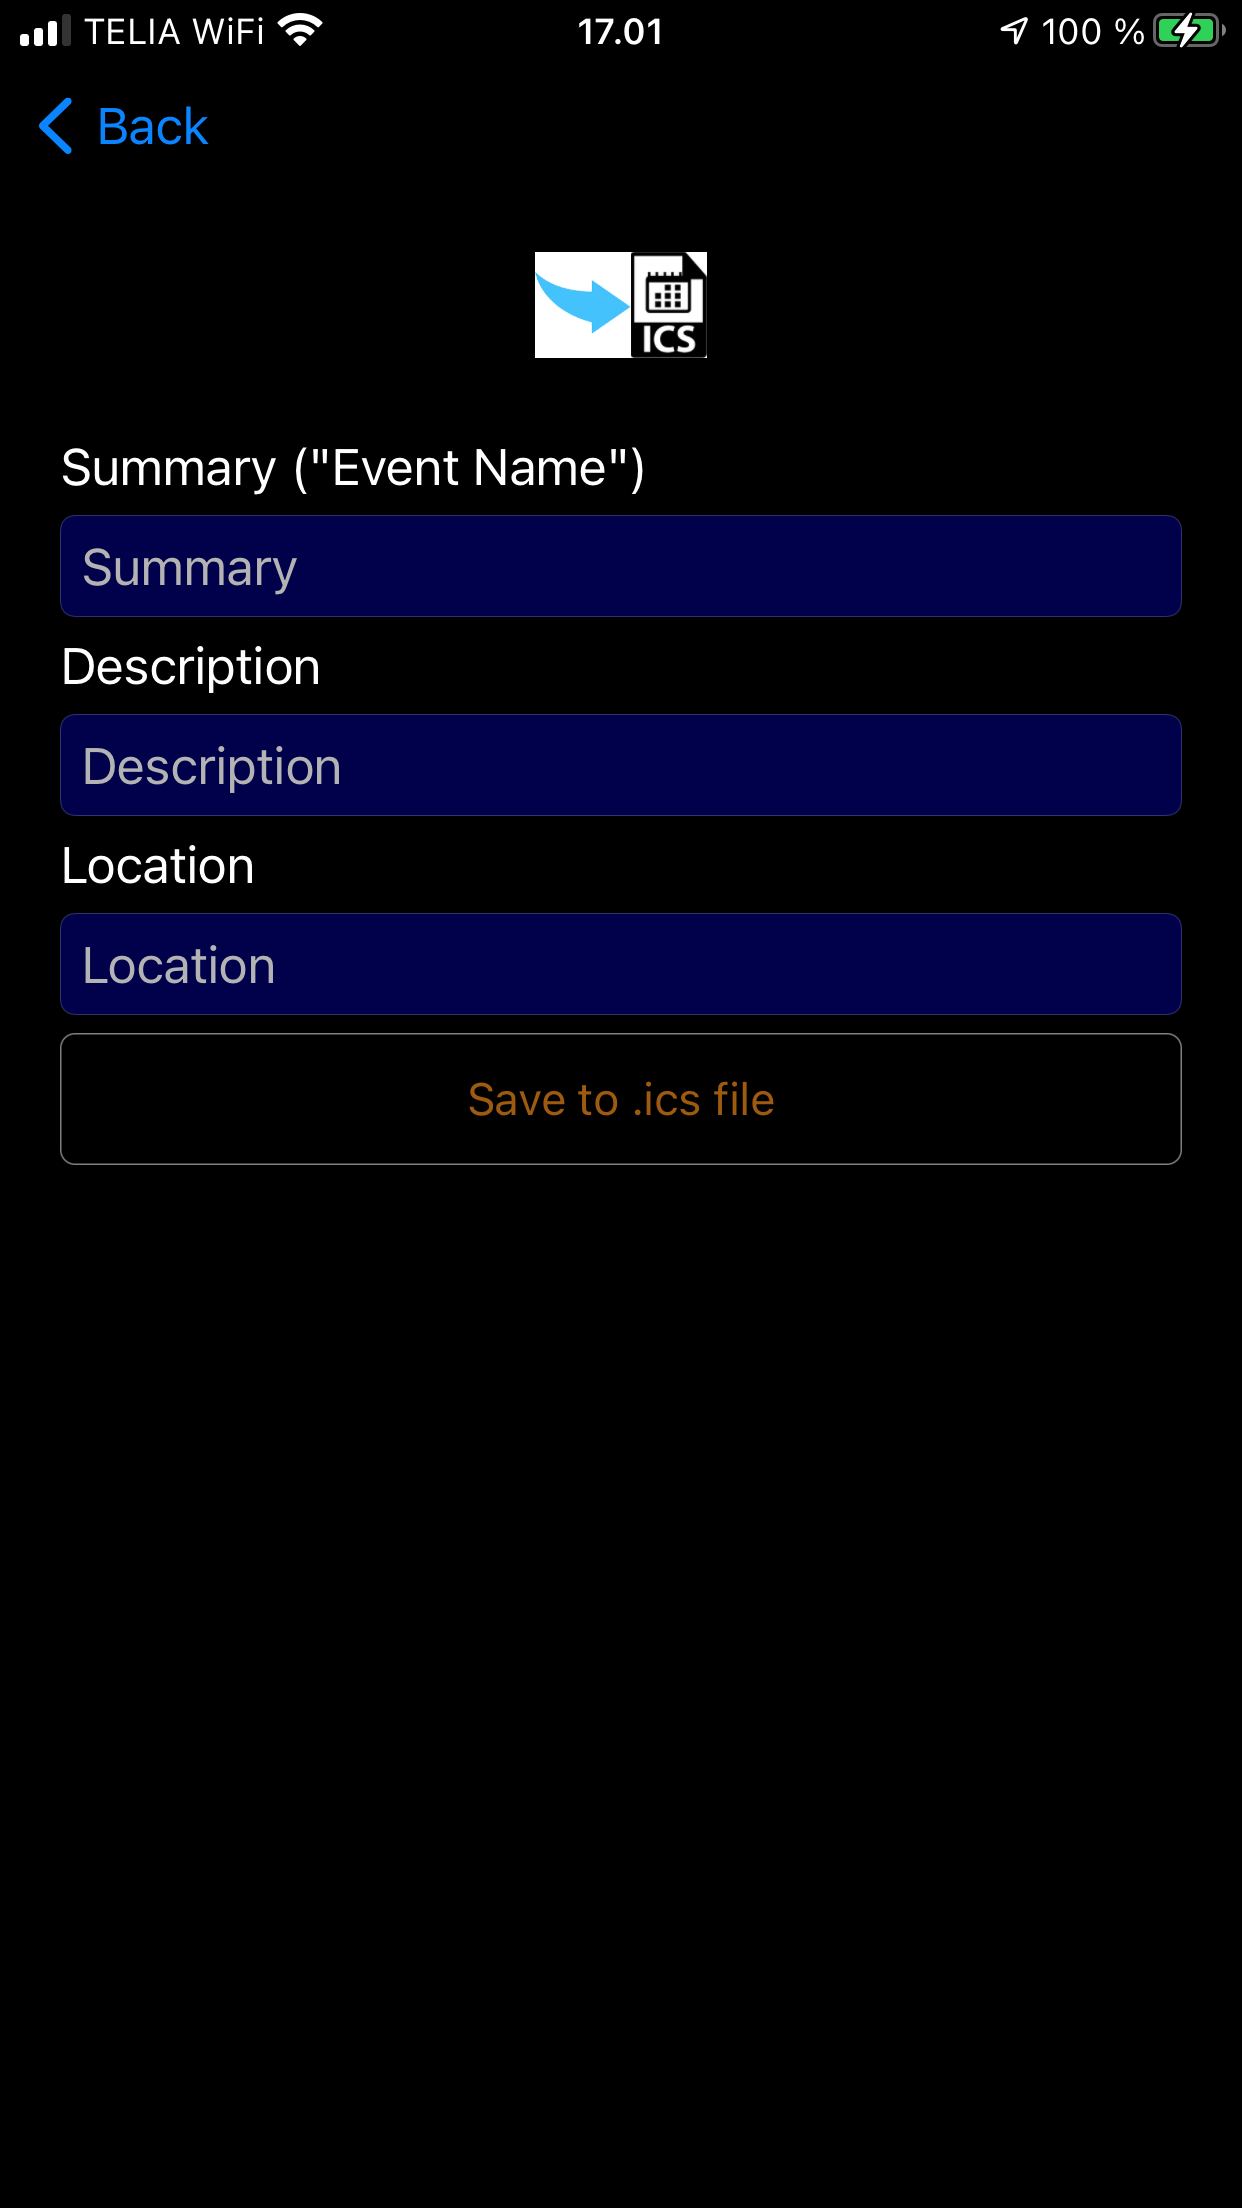 TELIA WiFi 17.01 100 %
Back
ICS
Summary ("Event Name")
Summary
Description
Description
Location
Location
Save to .ics file